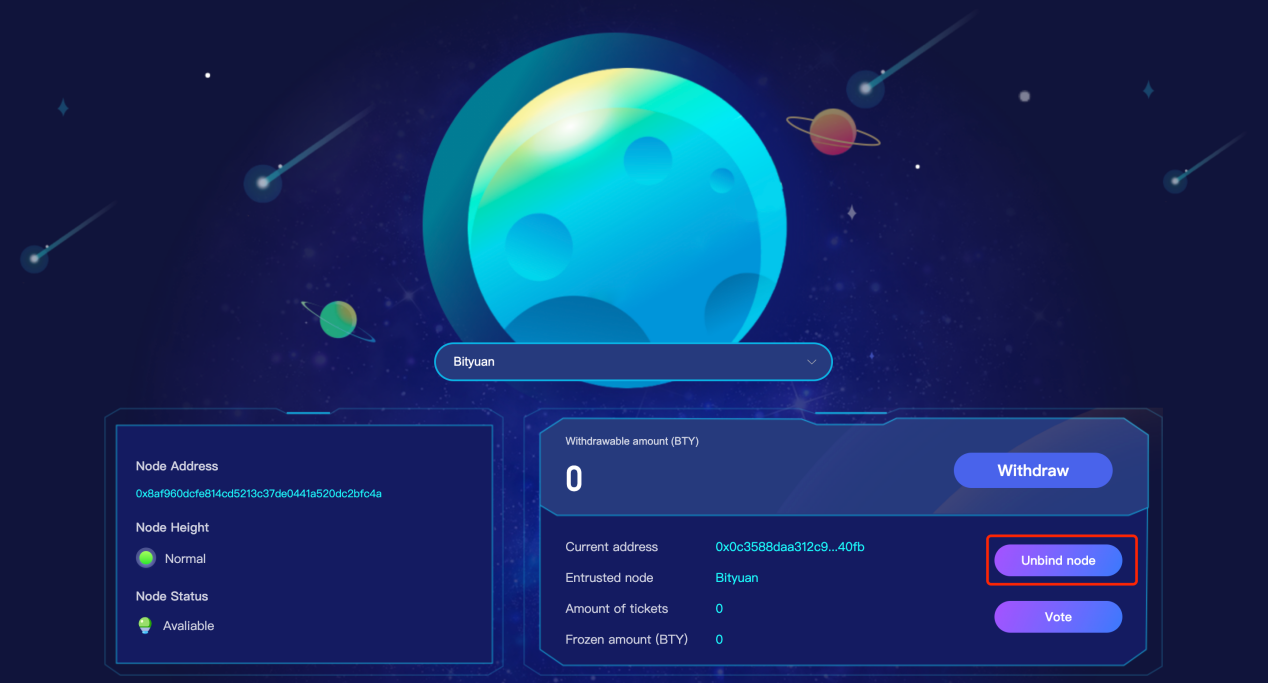 Bityuan
Node Address
0x8af960dcfe814cd5213c37de0441a520dc2bfc4a
Node Height
Normal
Node Status
Avaliable
Withdrawable amount (BTY)
0
Withdraw
Current address 0x0c3588daa312c9...40fb
Entrusted node Bityuan
Amount of tickets 0
Frozen amount (BTY) 0
Unbind node
Vote